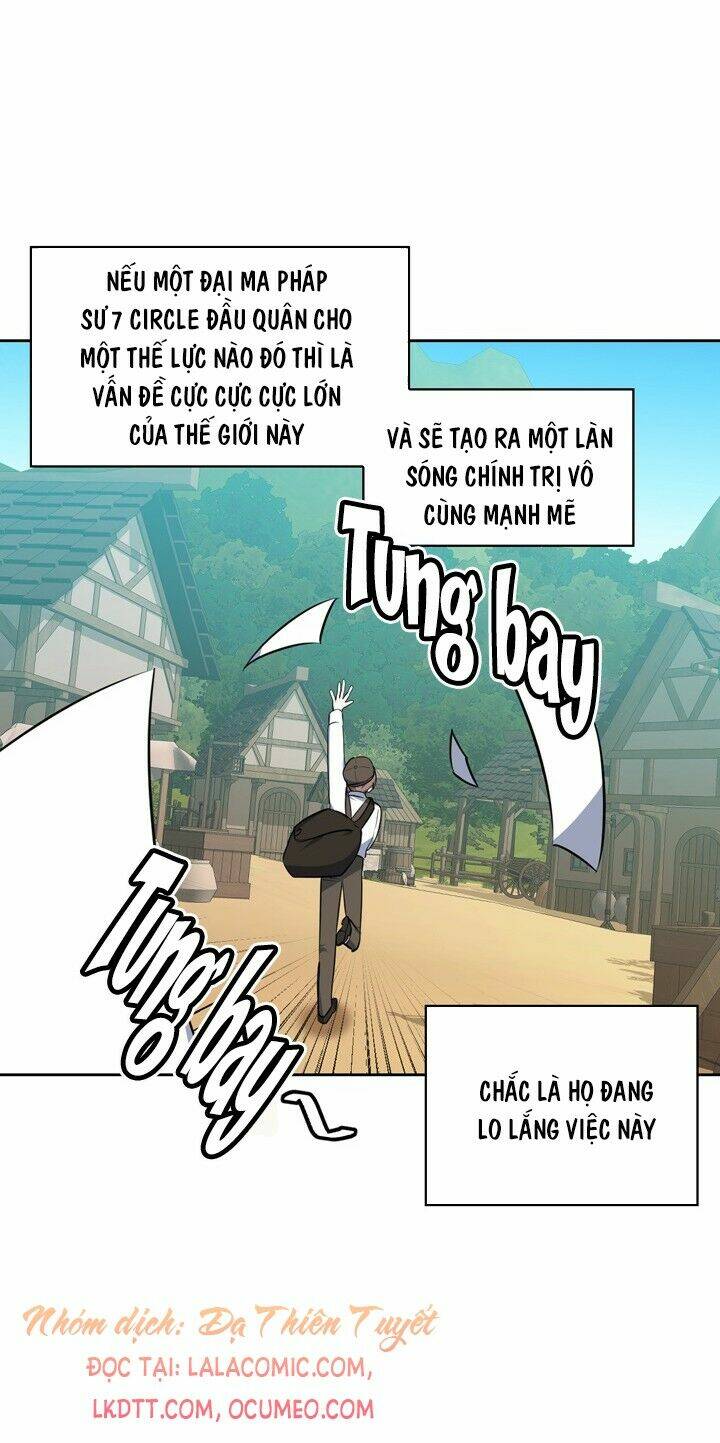 NẾU MỘT ĐẠI MA PHÁP
SƯ 7 CIRCLE ĐẦU QUÂN CHO
MỘT THẾ LỰC NÀO ĐÓ THÌ LÀ
VẤN ĐỀ CỰC CỰC CỰC LỚN
CỦA THẾ GIỚI NÀY
VÀ SẼ TẠO RA MỘT LÀN
SÓNG CHÍNH TRỊ VÔ
CÙNG MẠNH MẼ
Tung bay
Tung bay
CHẮC LÀ HỌ ĐANG
LO LẮNG VIỆC NÀY
Nhóm dịch: Dạ Thiên Tuyết
ĐỌC TẠI: LALACOMIC.COM,
LKDTT.COM, OCUMEO.COM